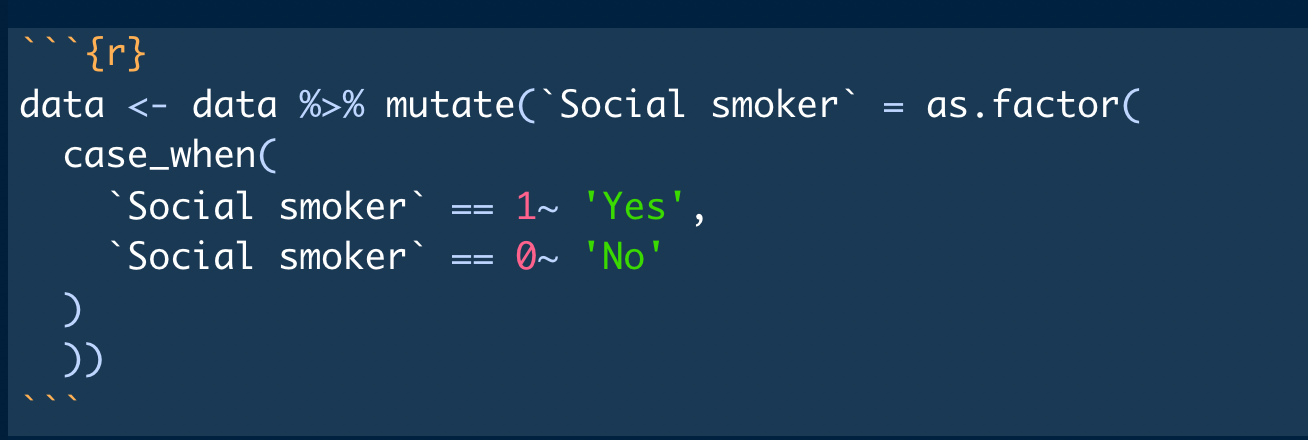 ```{r}
data <- data %>% mutate(`Social smoker` = as.factor(
  case_when(
    `Social smoker` == 1~ 'Yes',
    `Social smoker` == 0~ 'No'
  )
  ))
```